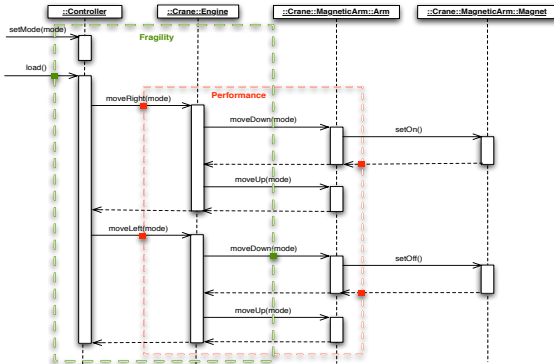 ::Controller
::Crane::Engine
::Crane::MagneticArm::Arm
::Crane::MagneticArm::Magnet
setMode(mode)
Fragility
load()
Performance
moveRight(mode)
moveDown(mode)
setOn()
moveUp(mode)
moveLeft(mode)
moveDown(mode)
setOff()
moveUp(mode)